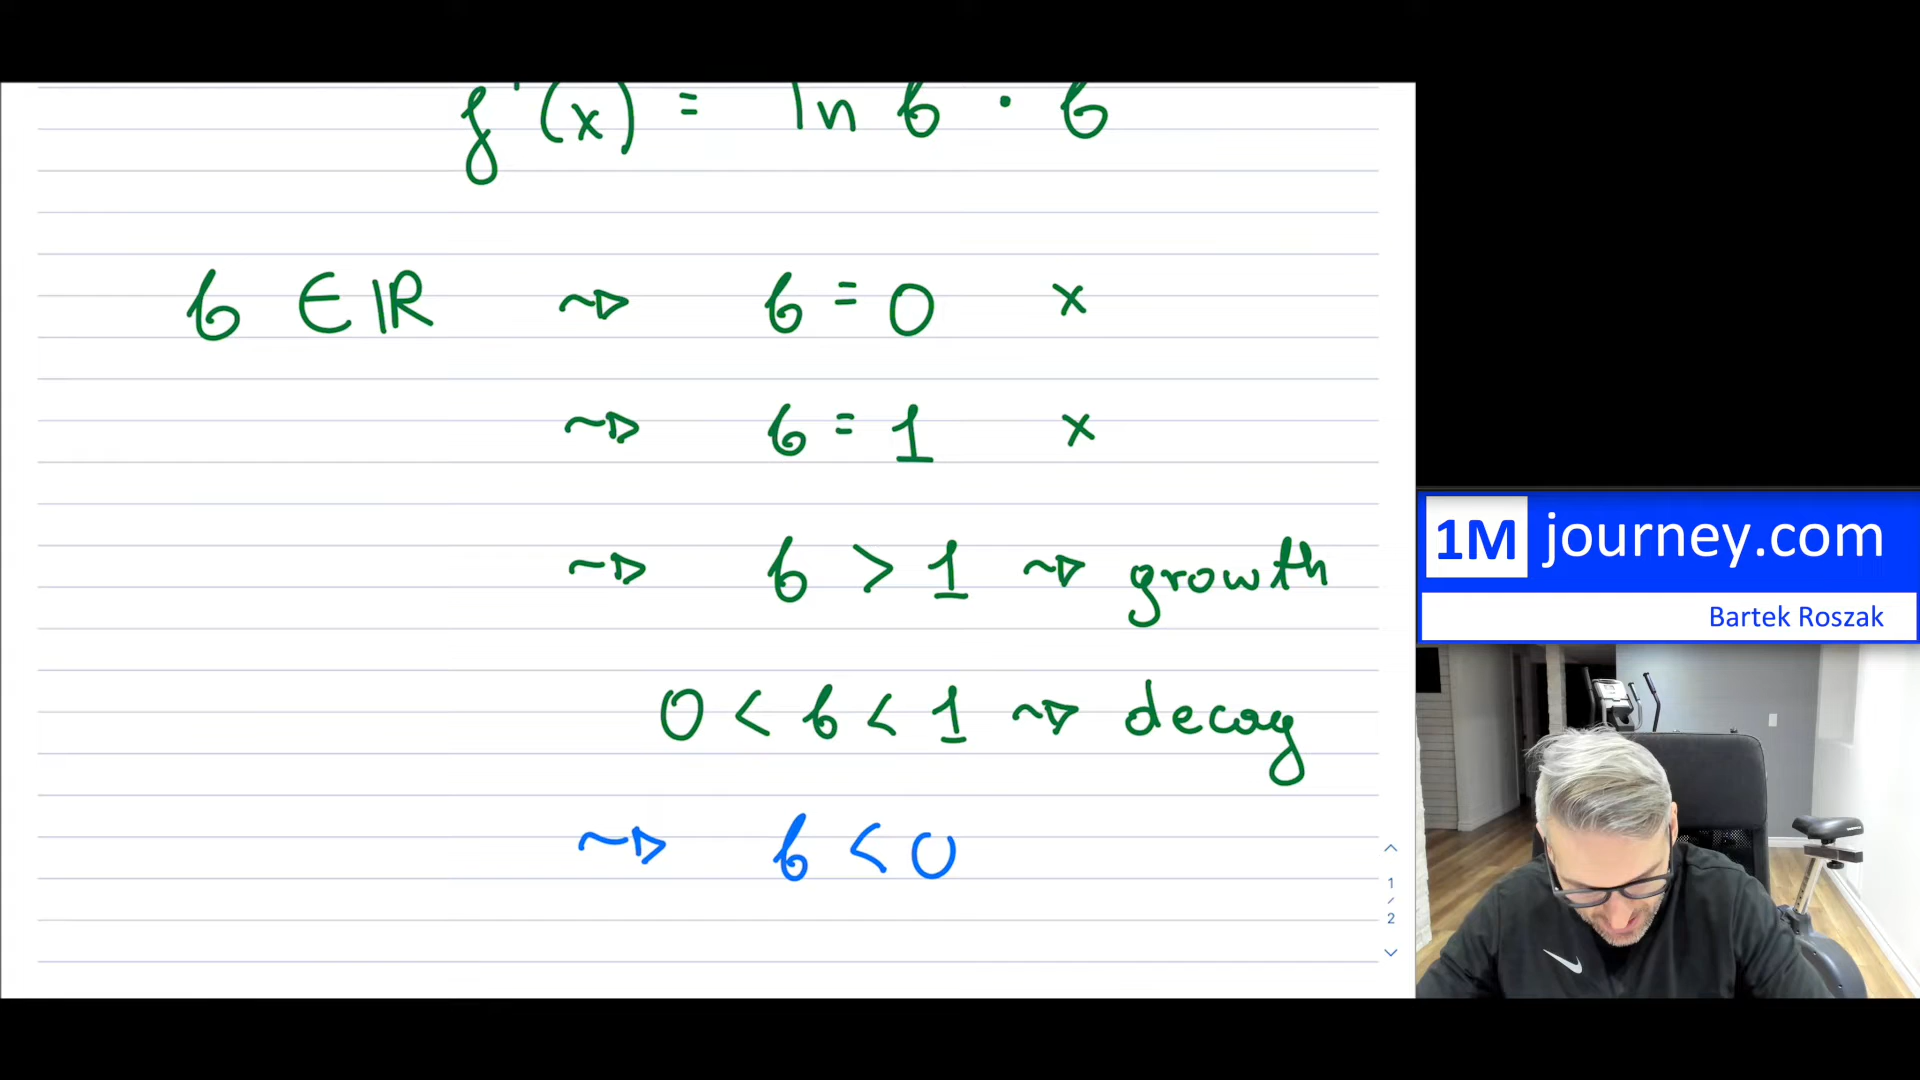 f'(x) = ln b · b
b ∈ ℝ ⇝ b = 0 ×
⇝ b = 1 ×
⇝ b > 1 ⇝ growth
0 < b < 1 ⇝ decay
⇝ b < 0
1
/
2
1M journey.com
Bartek Roszak